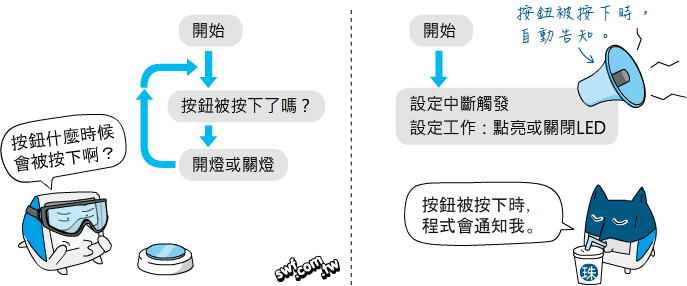 開始
按鈕被按下了嗎？
開燈或關燈
按鈕什麼時候
會被按下啊？
swf.com.tw
開始
按鈕被按下時，
自動告知。
設定中斷觸發
設定工作：點亮或關閉LED
按鈕被按下時,
程式會通知我。
珠